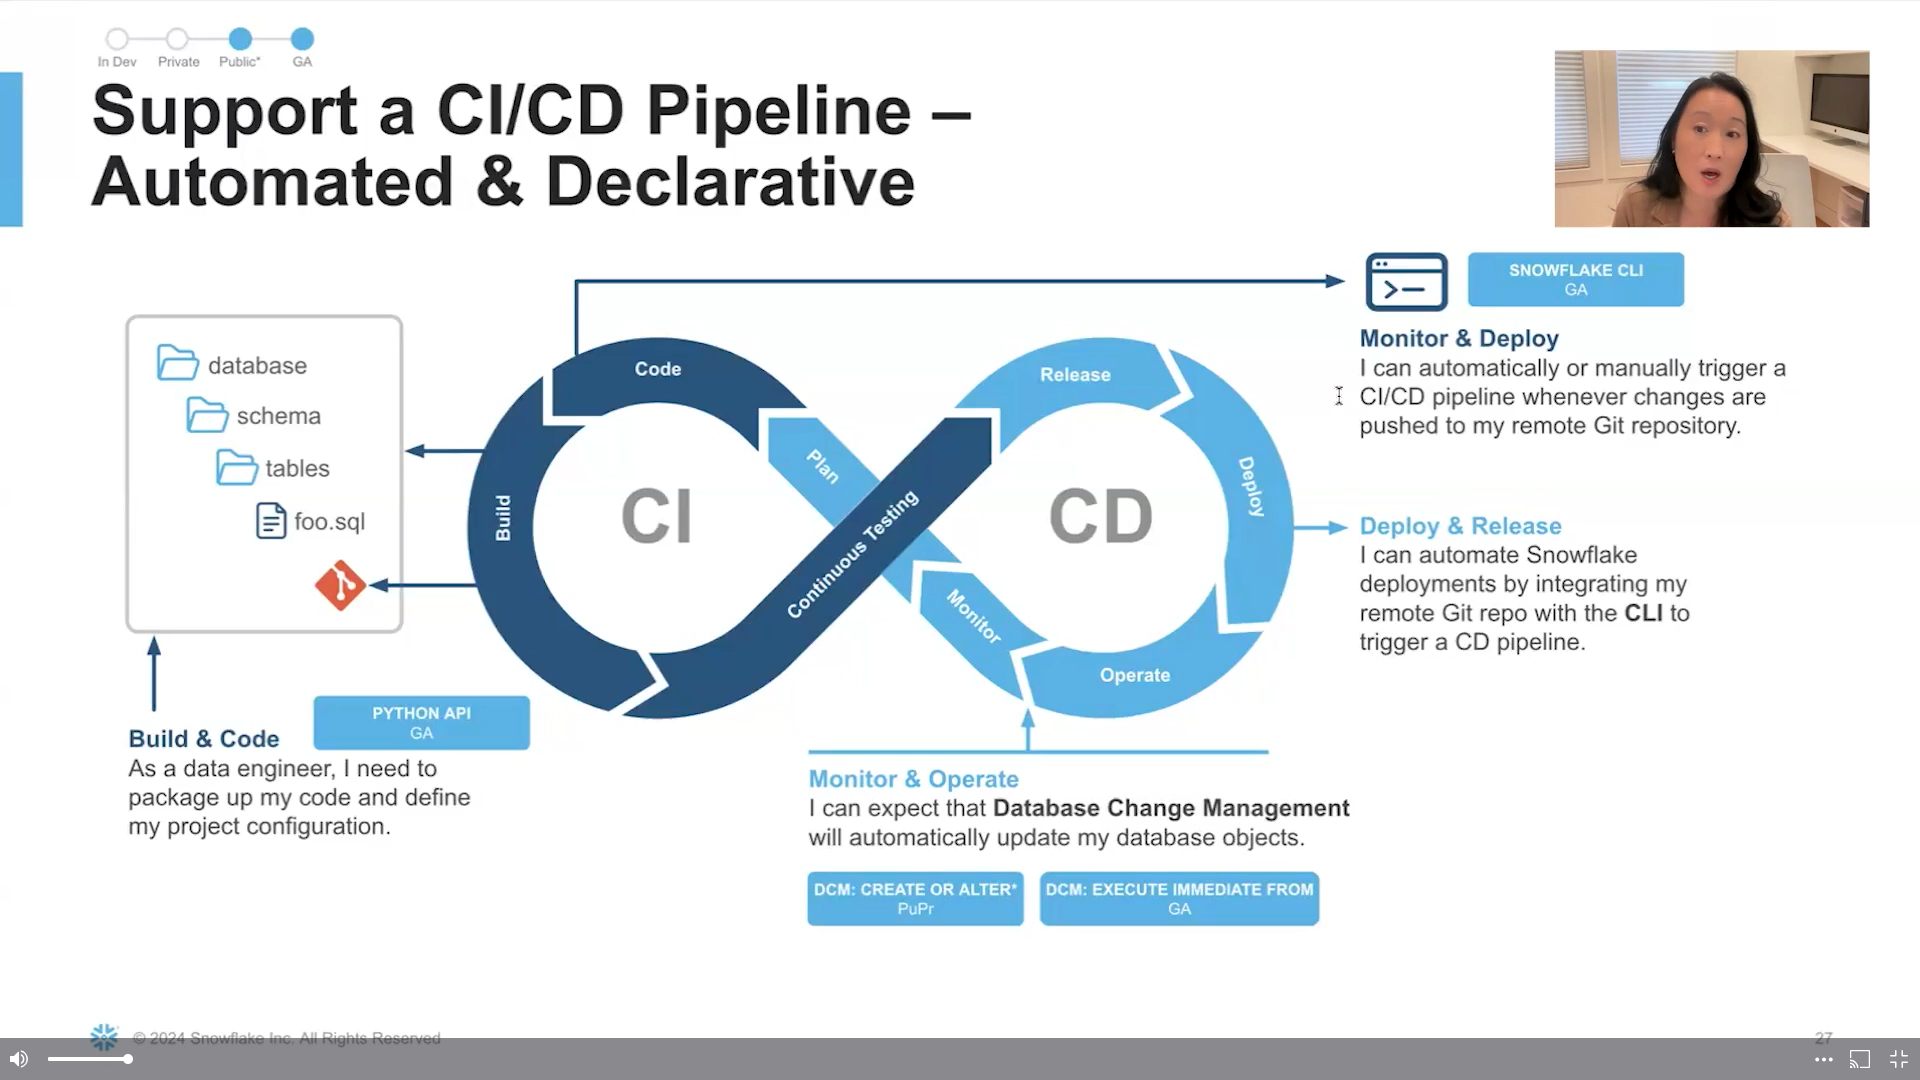 In Dev Private Public* GA
Support a CI/CD Pipeline –
Automated & Declarative
SNOWFLAKE CLI
GA
Monitor & Deploy
I can automatically or manually trigger a
CI/CD pipeline whenever changes are
pushed to my remote Git repository.
database
schema
tables
foo.sql
Code
Build
CI
Plan
Continuous Testing
Release
Deploy
CD
Monitor
Operate
Deploy & Release
I can automate Snowflake
deployments by integrating my
remote Git repo with the CLI to
trigger a CD pipeline.
PYTHON API
GA
Build & Code
As a data engineer, I need to
package up my code and define
my project configuration.
Monitor & Operate
I can expect that Database Change Management
will automatically update my database objects.
DCM: CREATE OR ALTER*
PuPr
DCM: EXECUTE IMMEDIATE FROM
GA
© 2024 Snowflake Inc. All Rights Reserved
27